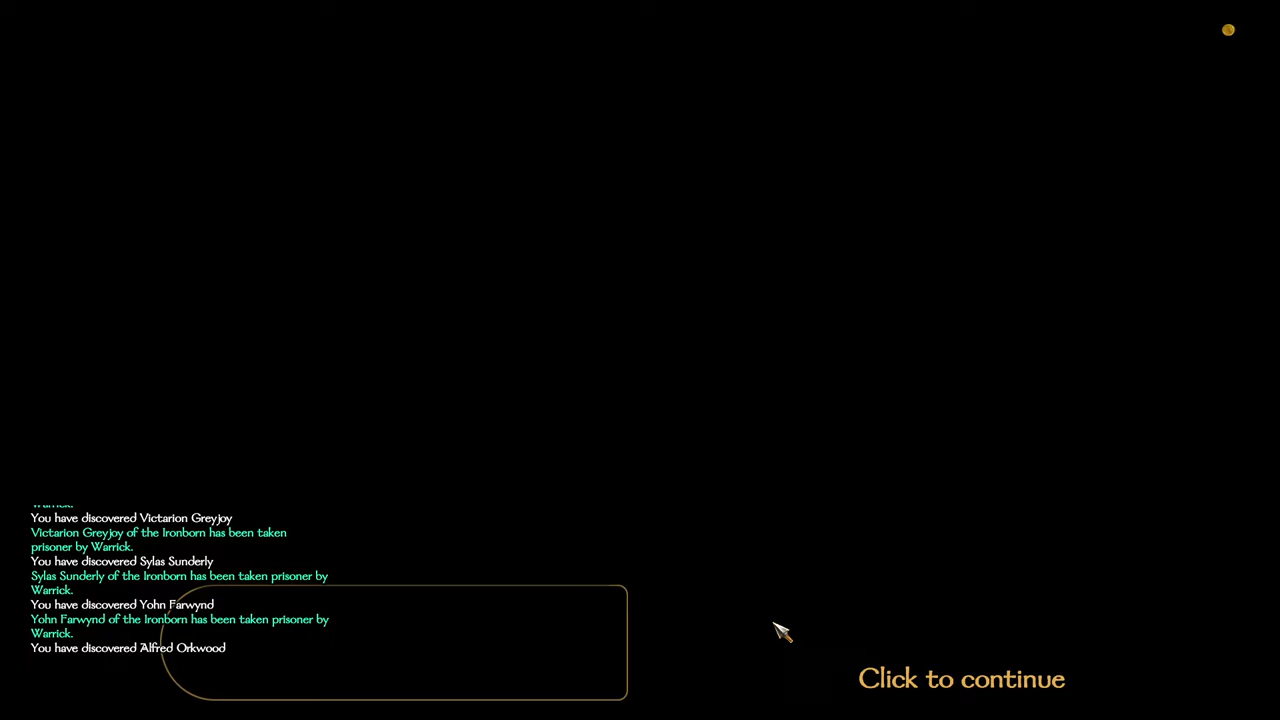 Warrick.
You have discovered Victarion Greyjoy
Victarion Greyjoy of the Ironborn has been taken
prisoner by Warrick.
You have discovered Sylas Sunderly
Sylas Sunderly of the Ironborn has been taken prisoner by
Warrick.
You have discovered Yohn Farwynd
Yohn Farwynd of the Ironborn has been taken prisoner by
Warrick.
You have discovered Alfred Orkwood
Click to continue